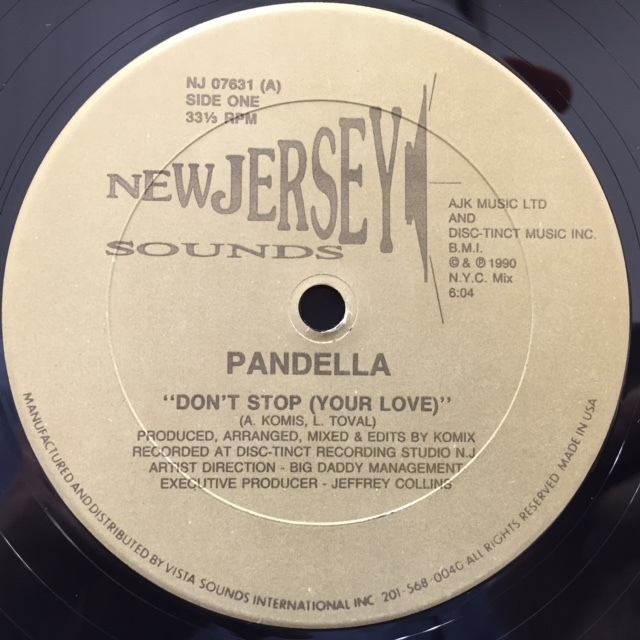 NJ 07631 (A)
SIDE ONE
33⅓ RPM
NEW JERSEY
SOUNDS
AJK MUSIC LTD
AND
DISC-TINCT MUSIC INC.
B.M.I.
© & ℗ 1990
N.Y.C. Mix
6:04
PANDELLA
"DON'T STOP (YOUR LOVE)"
(A. KOMIS, L. TOVAL)
PRODUCED, ARRANGED, MIXED & EDITS BY KOMIX
RECORDED AT DISC-TINCT RECORDING STUDIO N.J
ARTIST DIRECTION - BIG DADDY MANAGEMENT
EXECUTIVE PRODUCER - JEFFREY COLLINS
MANUFACTURED AND DISTRIBUTED BY VISTA SOUNDS INTERNATIONAL INC 201-568-0040 ALL RIGHTS RESERVED MADE IN USA